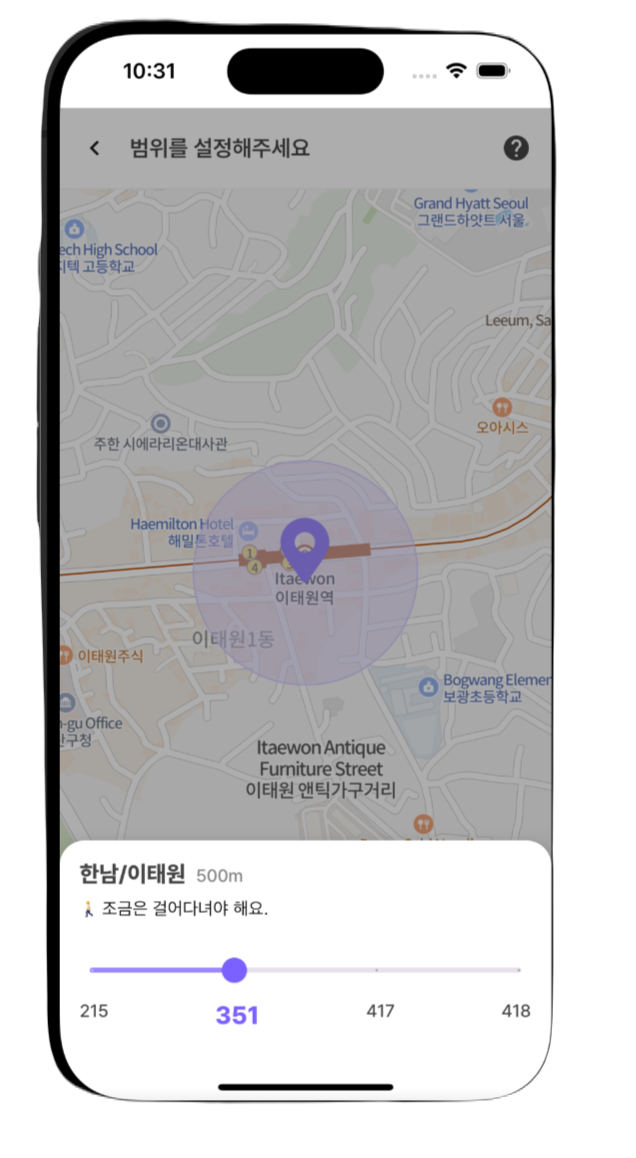 10:31
범위를 설정해주세요
Grand Hyatt Seoul
그랜드하얏트 서울
ech High School
지텍 고등학교
Leeum, Sa
오아시스
주한 시에라리온대사관
Haemilton Hotel
해밀톤호텔
1
4
Itaewon
이태원역
이태원1동
이태원주식
Bogwang Elemen
보광초등학교
n-gu Office
산구청
Itaewon Antique
Furniture Street
이태원 앤틱가구거리
한남/이태원 500m
조금은 걸어다녀야 해요.
215 351 417 418